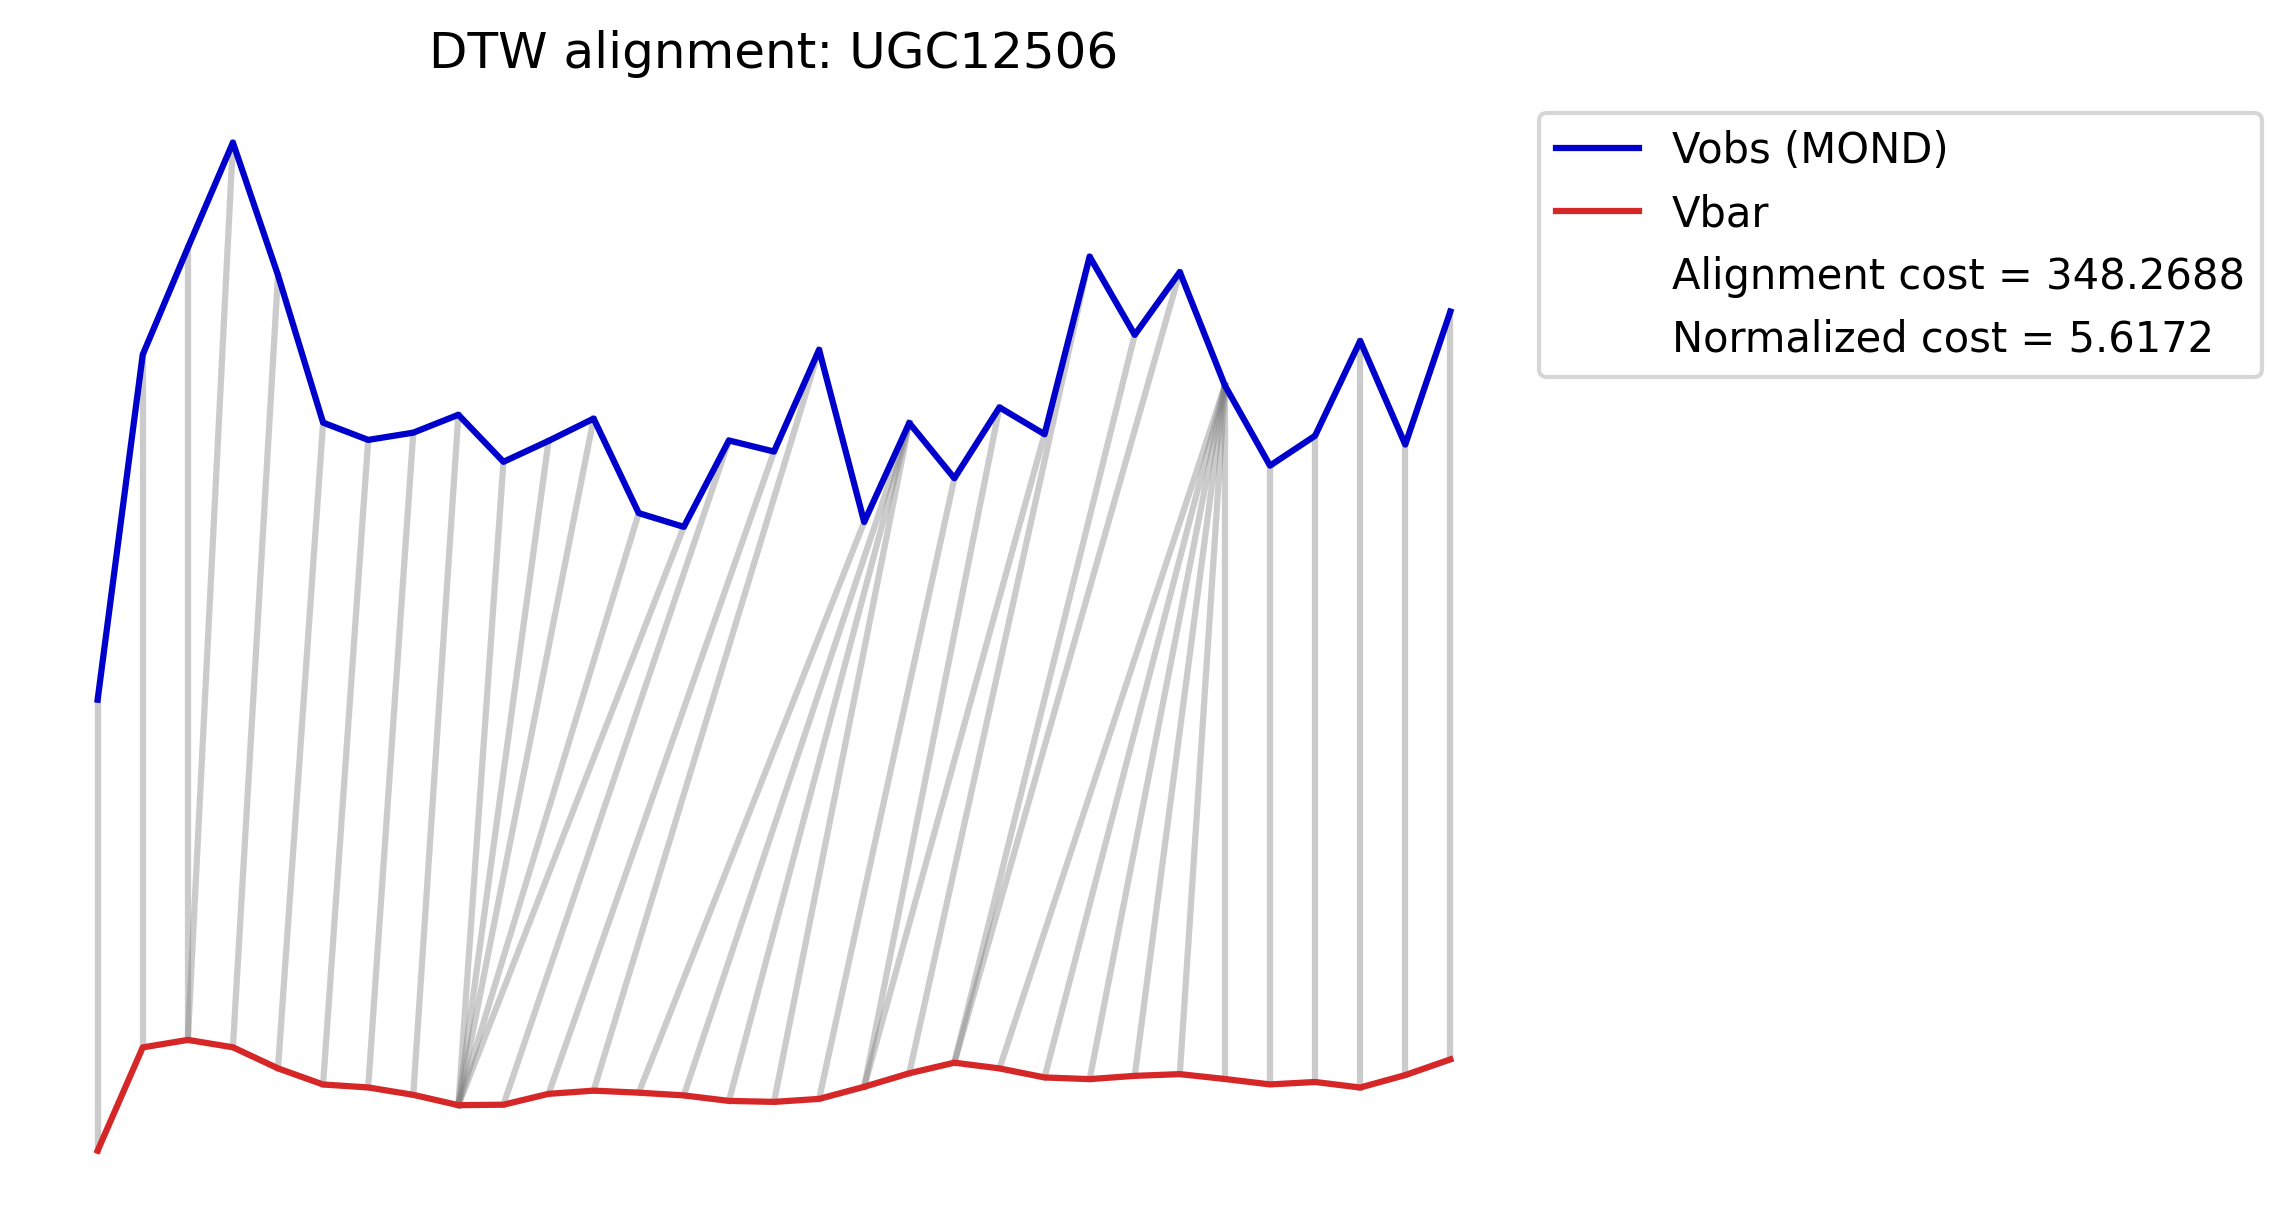 DTW alignment: UGC12506
Vobs (MOND)
Vbar
Alignment cost = 348.2688
Normalized cost = 5.6172